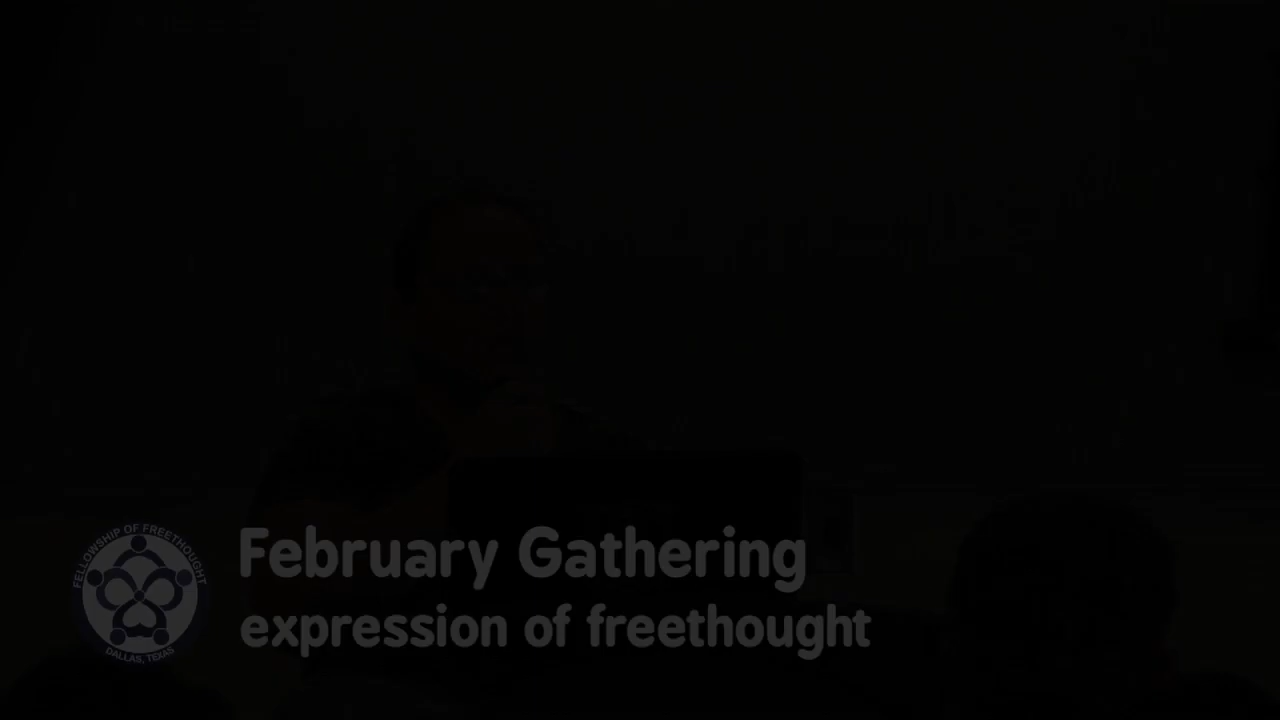 FELLOWSHIP OF FREETHOUGHT
DALLAS, TEXAS
February Gathering
expression of freethought